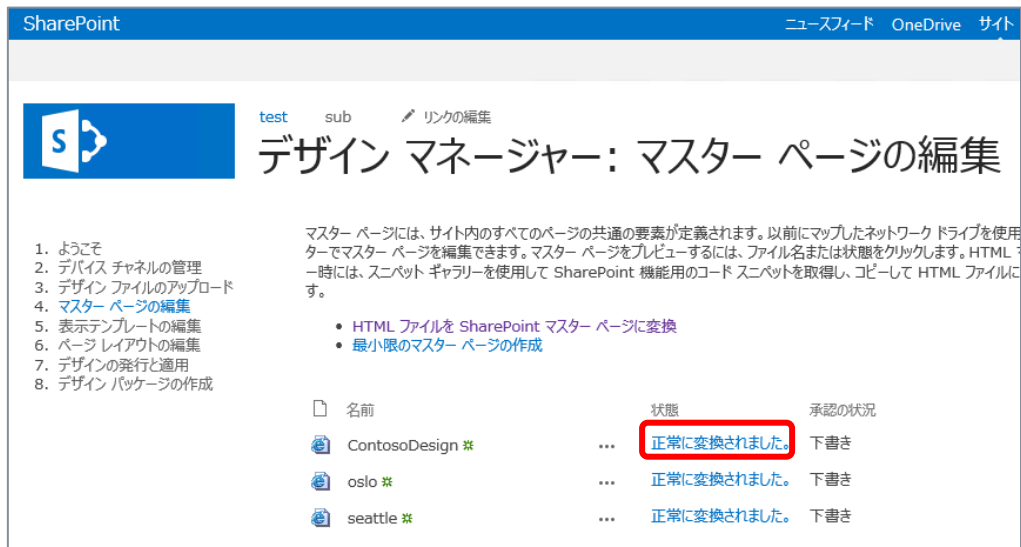 SharePoint ニュースフィード OneDrive サイト
test sub リンクの編集
デザイン マネージャー: マスター ページの編集
マスター ページには、サイト内のすべてのページの共通の要素が定義されます。以前にマップしたネットワーク ドライブを使用
ターでマスター ページを編集できます。マスター ページをプレビューするには、ファイル名または状態をクリックします。HTML
ー時には、スニペット ギャラリーを使用して SharePoint 機能用のコード スニペットを取得し、コピーして HTML ファイルに
す。
1. ようこそ
2. デバイス チャネルの管理
3. デザイン ファイルのアップロード
4. マスター ページの編集
5. 表示テンプレートの編集
6. ページ レイアウトの編集
7. デザインの発行と適用
8. デザイン パッケージの作成
• HTML ファイルを SharePoint マスター ページに変換
• 最小限のマスター ページの作成
名前 状態 承認の状況
ContosoDesign ... 正常に変換されました。 下書き
oslo ... 正常に変換されました。 下書き
seattle ... 正常に変換されました。 下書き